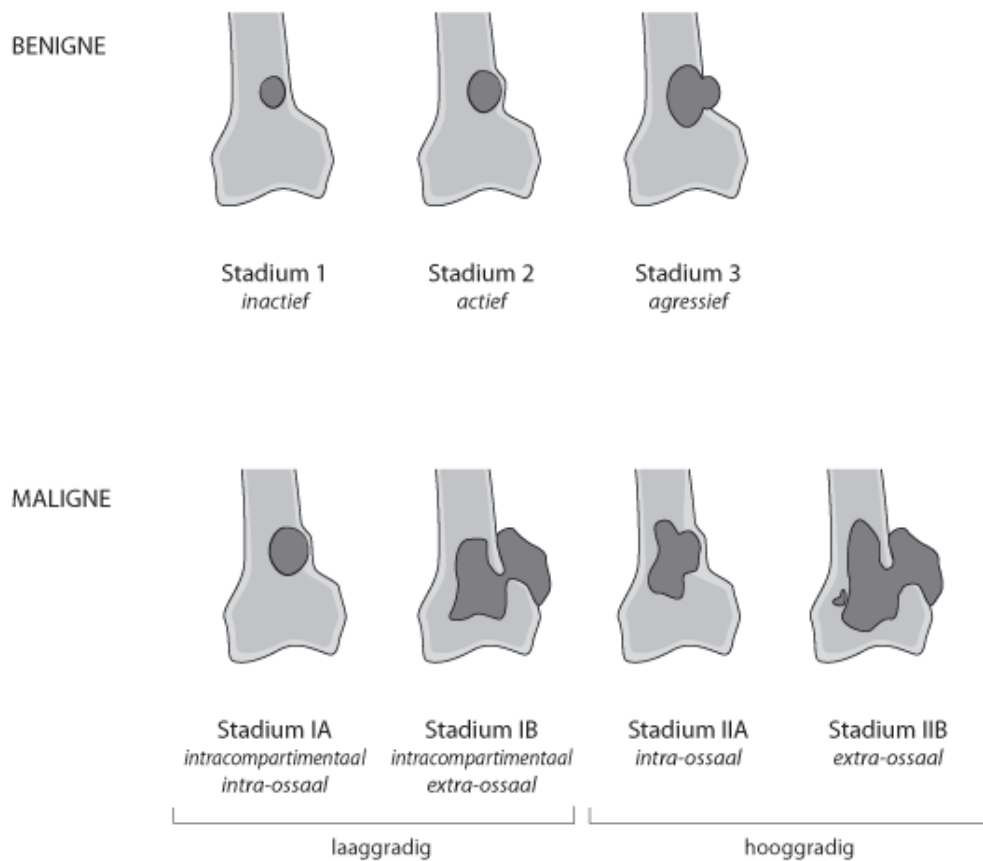 BENIGNE
Stadium 1
inactief
Stadium 2
actief
Stadium 3
agressief
MALIGNE
Stadium IA
intracompartimentaal
intra-ossaal
Stadium IB
intracompartimentaal
extra-ossaal
Stadium IIA
intra-ossaal
Stadium IIB
extra-ossaal
laaggradig
hooggradig